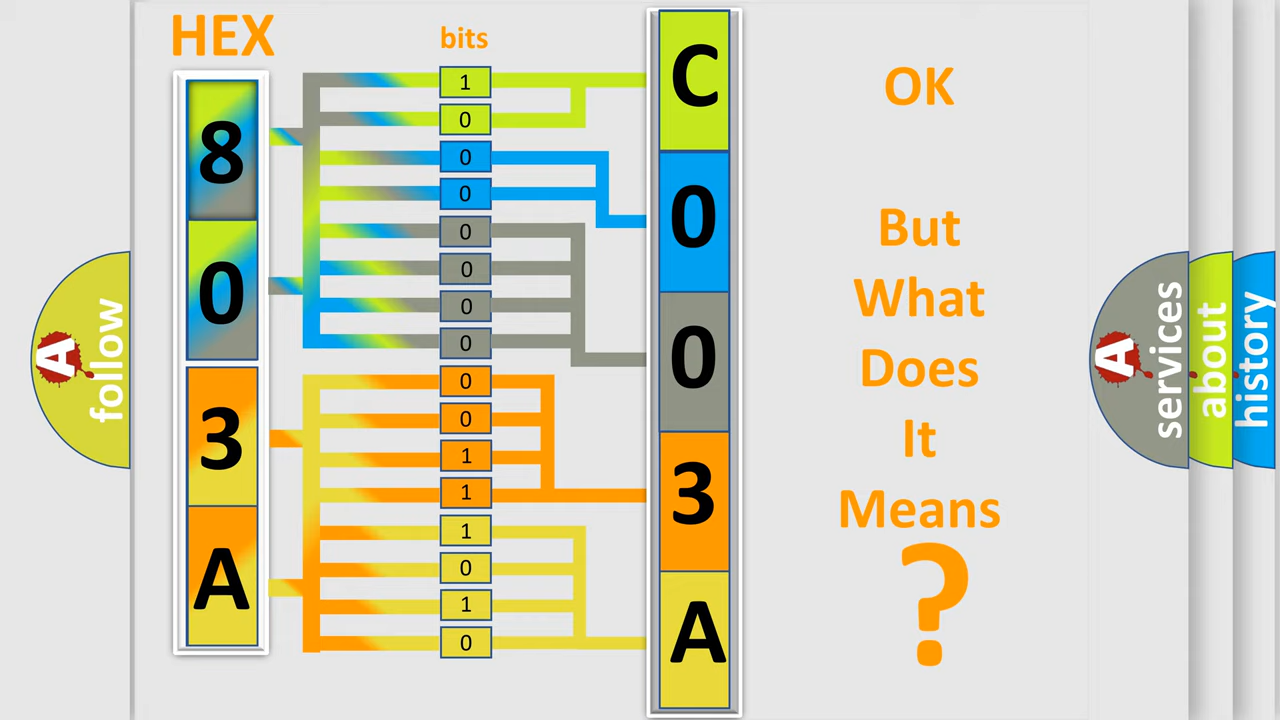 HEX
bits
8
0
3
A
1
0
0
0
0
0
0
0
0
0
1
1
1
0
1
0
C
0
0
3
A
OK
But
What
Does
It
Means
?
A
follow
A
services
about
history